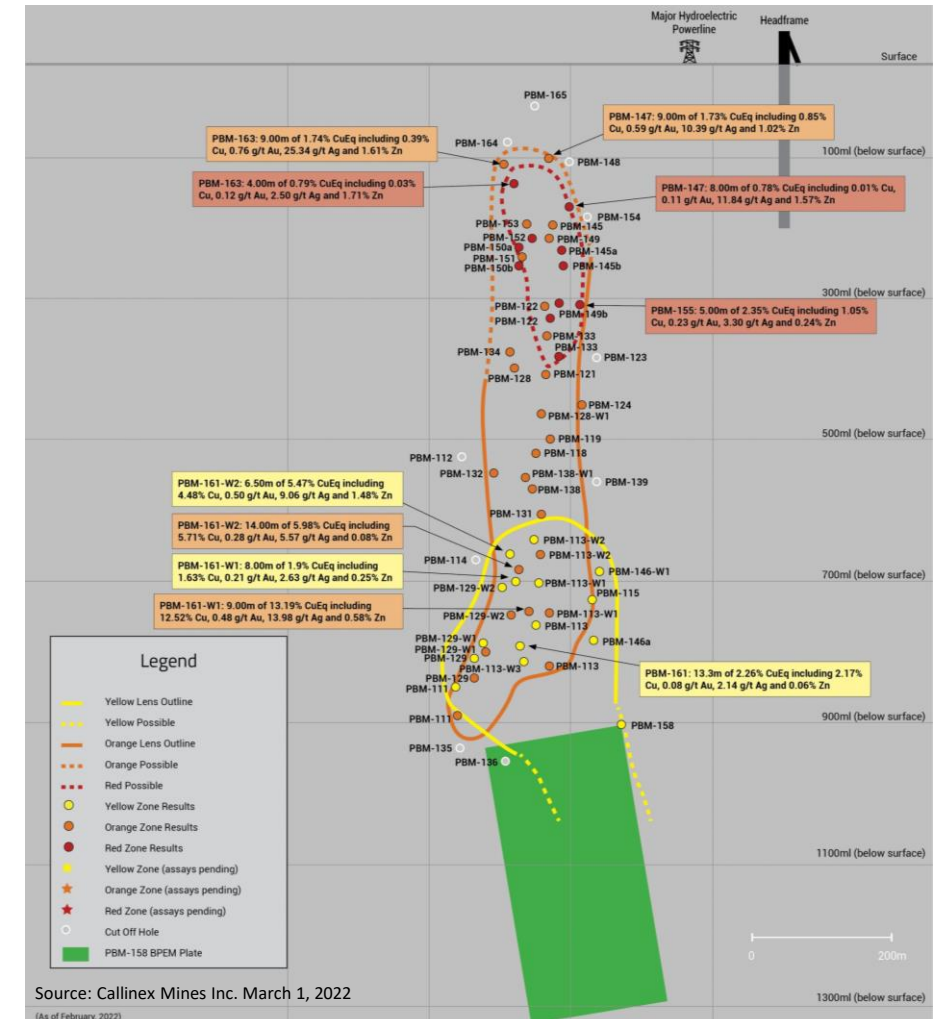 Major Hydroelectric
Powerline
Headframe
Surface
PBM-165
PBM-163: 9.00m of 1.74% CuEq including 0.39%
Cu, 0.76 g/t Au, 25.34 g/t Ag and 1.61% Zn
PBM-164
PBM-147: 9.00m of 1.73% CuEq including 0.85%
Cu, 0.59 g/t Au, 10.39 g/t Ag and 1.02% Zn
PBM-148
100ml (below surface)
PBM-163: 4.00m of 0.79% CuEq including 0.03%
Cu, 0.12 g/t Au, 2.50 g/t Ag and 1.71% Zn
PBM-147: 8.00m of 0.78% CuEq including 0.01% Cu,
0.11 g/t Au, 11.84 g/t Ag and 1.57% Zn
PBM-154
PBM-153
PBM-145
PBM-152
PBM-149
PBM-150a
PBM-145a
PBM-151
PBM-150b
PBM-145b
300ml (below surface)
PBM-122
PBM-149b
PBM-122
PBM-155: 5.00m of 2.35% CuEq including 1.05%
Cu, 0.23 g/t Au, 3.30 g/t Ag and 0.24% Zn
PBM-133
PBM-133
PBM-134
PBM-123
PBM-128
PBM-121
PBM-124
PBM-128-W1
500ml (below surface)
PBM-119
PBM-118
PBM-112
PBM-132
PBM-138-W1
PBM-139
PBM-138
PBM-161-W2: 6.50m of 5.47% CuEq including
4.48% Cu, 0.50 g/t Au, 9.06 g/t Ag and 1.48% Zn
PBM-131
PBM-161-W2: 14.00m of 5.98% CuEq including
5.71% Cu, 0.28 g/t Au, 5.57 g/t Ag and 0.08% Zn
PBM-113-W2
PBM-114
PBM-113-W2
PBM-161-W1: 8.00m of 1.9% CuEq including
1.63% Cu, 0.21 g/t Au, 2.63 g/t Ag and 0.25% Zn
PBM-146-W1
700ml (below surface)
PBM-129-W2
PBM-113-W1
PBM-115
PBM-161-W1: 9.00m of 13.19% CuEq including
12.52% Cu, 0.48 g/t Au, 13.98 g/t Ag and 0.58% Zn
PBM-129-W2
PBM-113-W1
PBM-113
PBM-129-W1
PBM-146a
PBM-129-W1
PBM-129
PBM-113-W3
PBM-113
PBM-161: 13.3m of 2.26% CuEq including 2.17%
Cu, 0.08 g/t Au, 2.14 g/t Ag and 0.06% Zn
PBM-129
PBM-111
PBM-111
900ml (below surface)
PBM-158
PBM-135
PBM-136
1100ml (below surface)
0
200m
1300ml (below surface)
Legend
Yellow Lens Outline
Yellow Possible
Orange Lens Outline
Orange Possible
Red Possible
Yellow Zone Results
Orange Zone Results
Red Zone Results
Yellow Zone (assays pending)
Orange Zone (assays pending)
Red Zone (assays pending)
Cut Off Hole
PBM-158 BPEM Plate
Source: Callinex Mines Inc. March 1, 2022
(As of February, 2022)